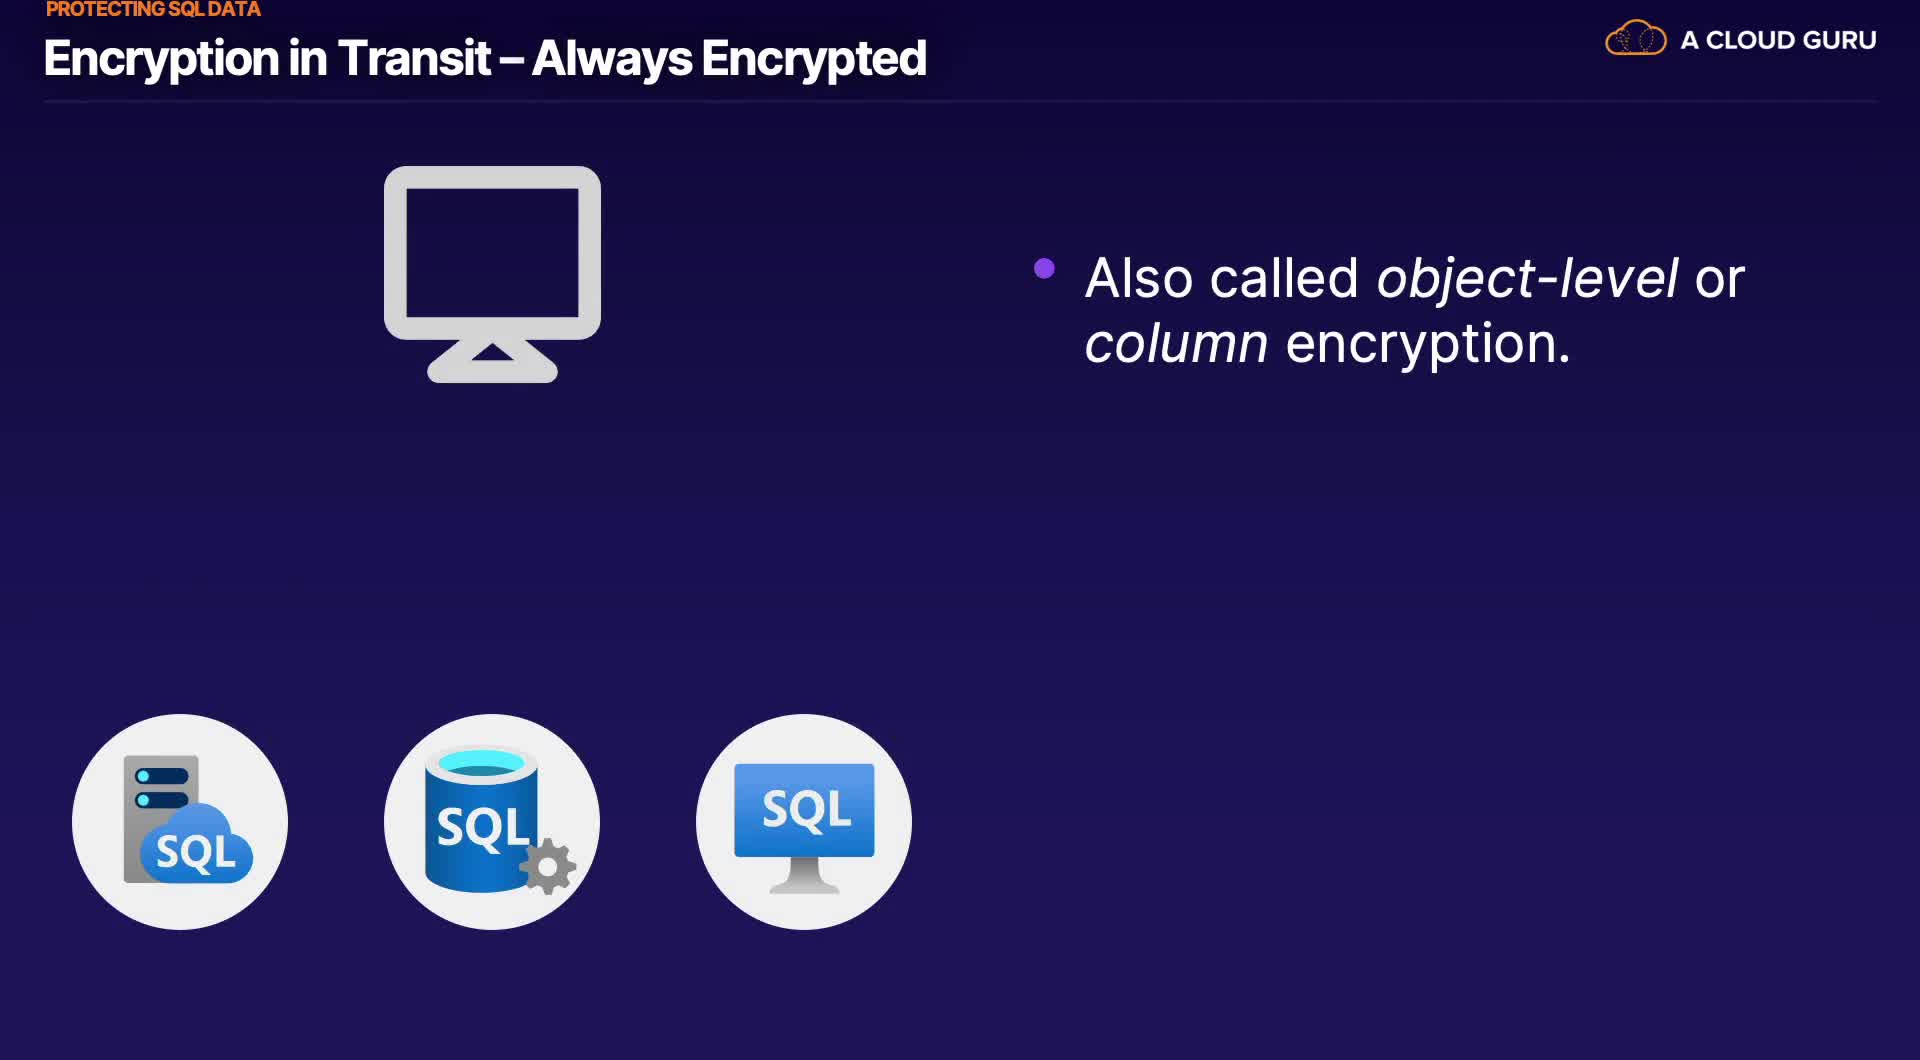 PROTECTING SQL DATA
Encryption in Transit – Always Encrypted
A CLOUD GURU
Also called object-level or
column encryption.
SQL
SQL
SQL